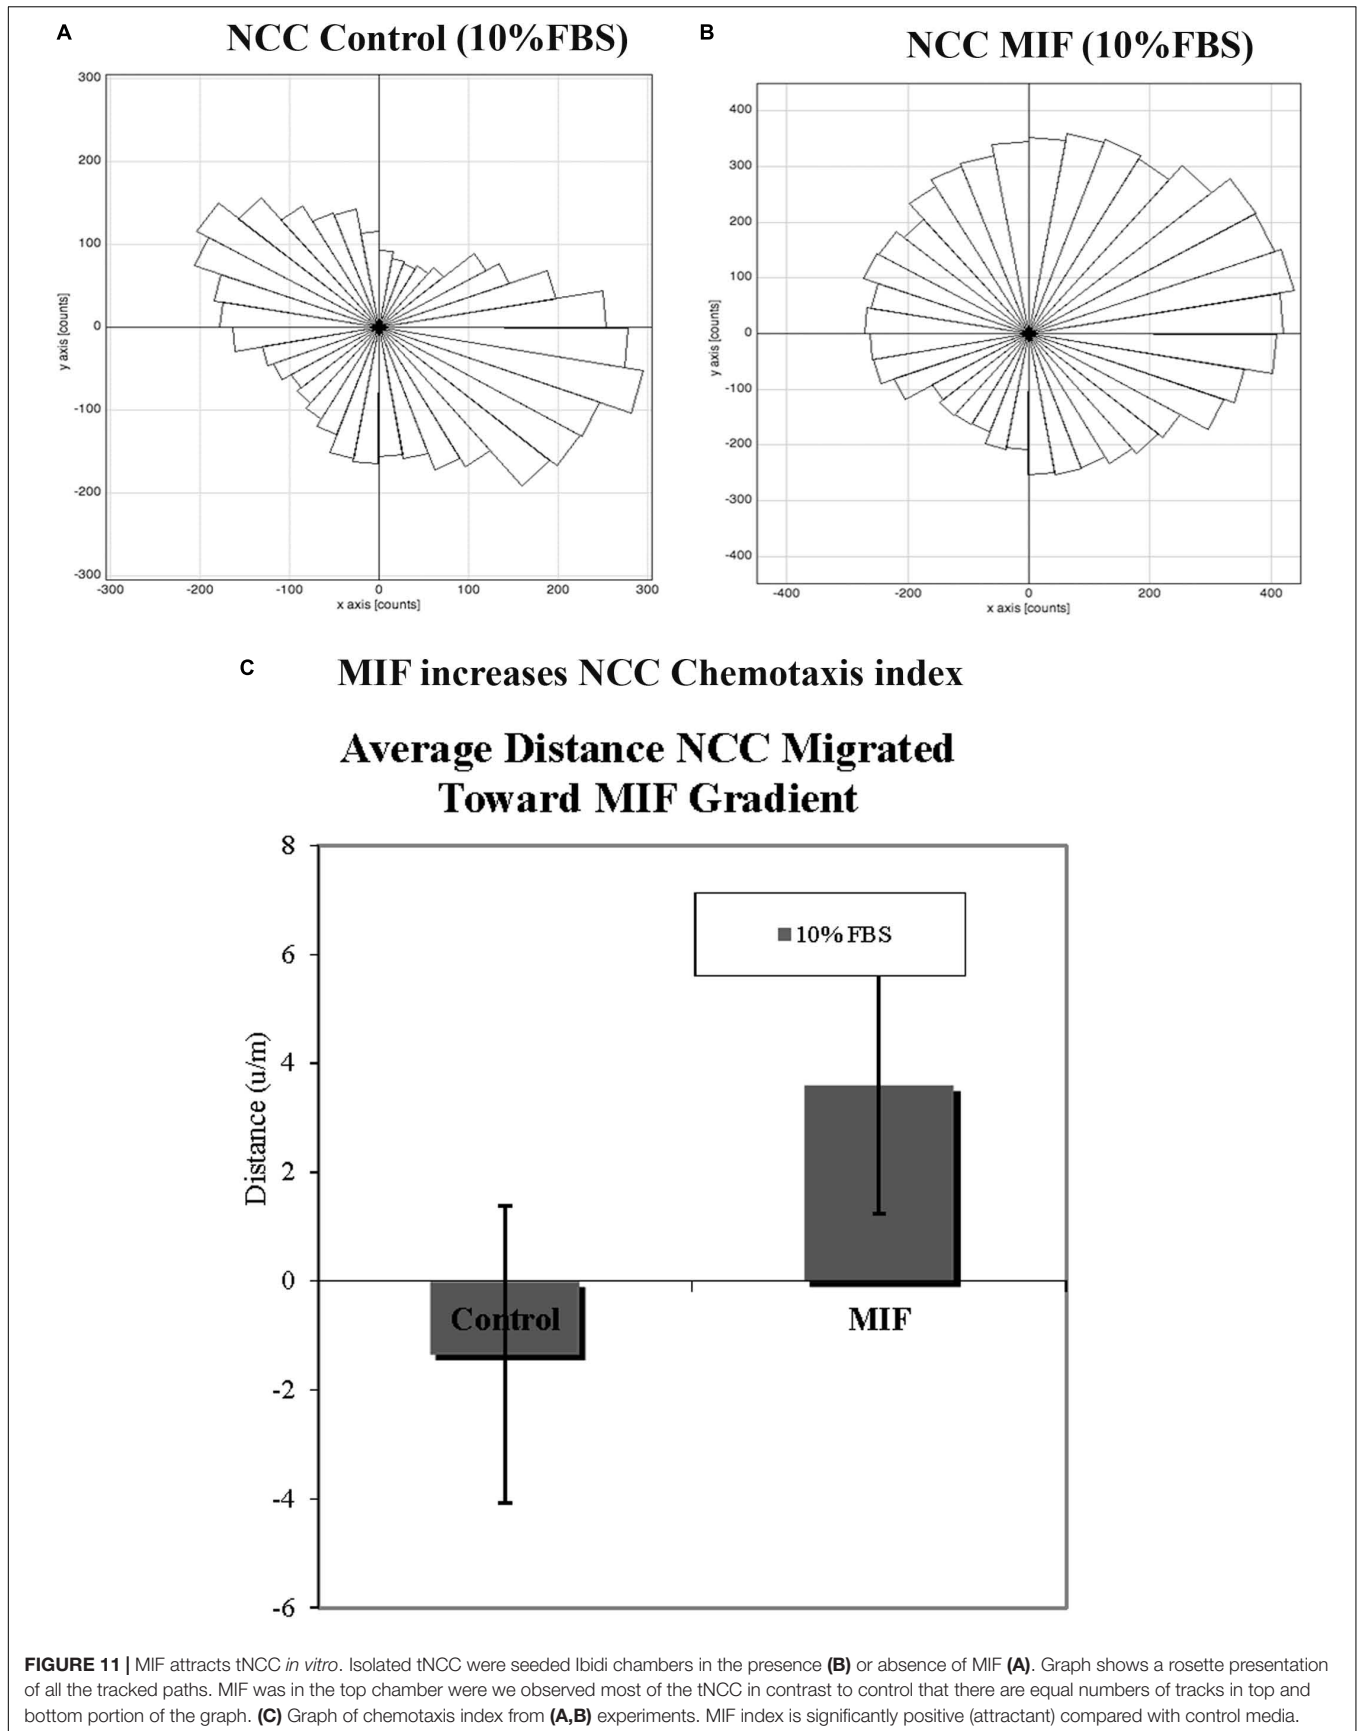 A
NCC Control (10%FBS)
B
NCC MIF (10%FBS)
300
200
100
0
-100
-200
-300
y axis [counts]
-300 -200 -100 0 100 200 300
x axis [counts]
400
300
200
100
0
-100
-200
-300
-400
y axis [counts]
-400 -200 0 200 400
x axis [counts]
C
MIF increases NCC Chemotaxis index
Average Distance NCC Migrated
Toward MIF Gradient
8
6
4
2
0
-2
-4
-6
Distance (u/m)
10% FBS
Control
MIF
FIGURE 11 | MIF attracts tNCC in vitro. Isolated tNCC were seeded Ibidi chambers in the presence (B) or absence of MIF (A). Graph shows a rosette presentation
of all the tracked paths. MIF was in the top chamber were we observed most of the tNCC in contrast to control that there are equal numbers of tracks in top and
bottom portion of the graph. (C) Graph of chemotaxis index from (A,B) experiments. MIF index is significantly positive (attractant) compared with control media.